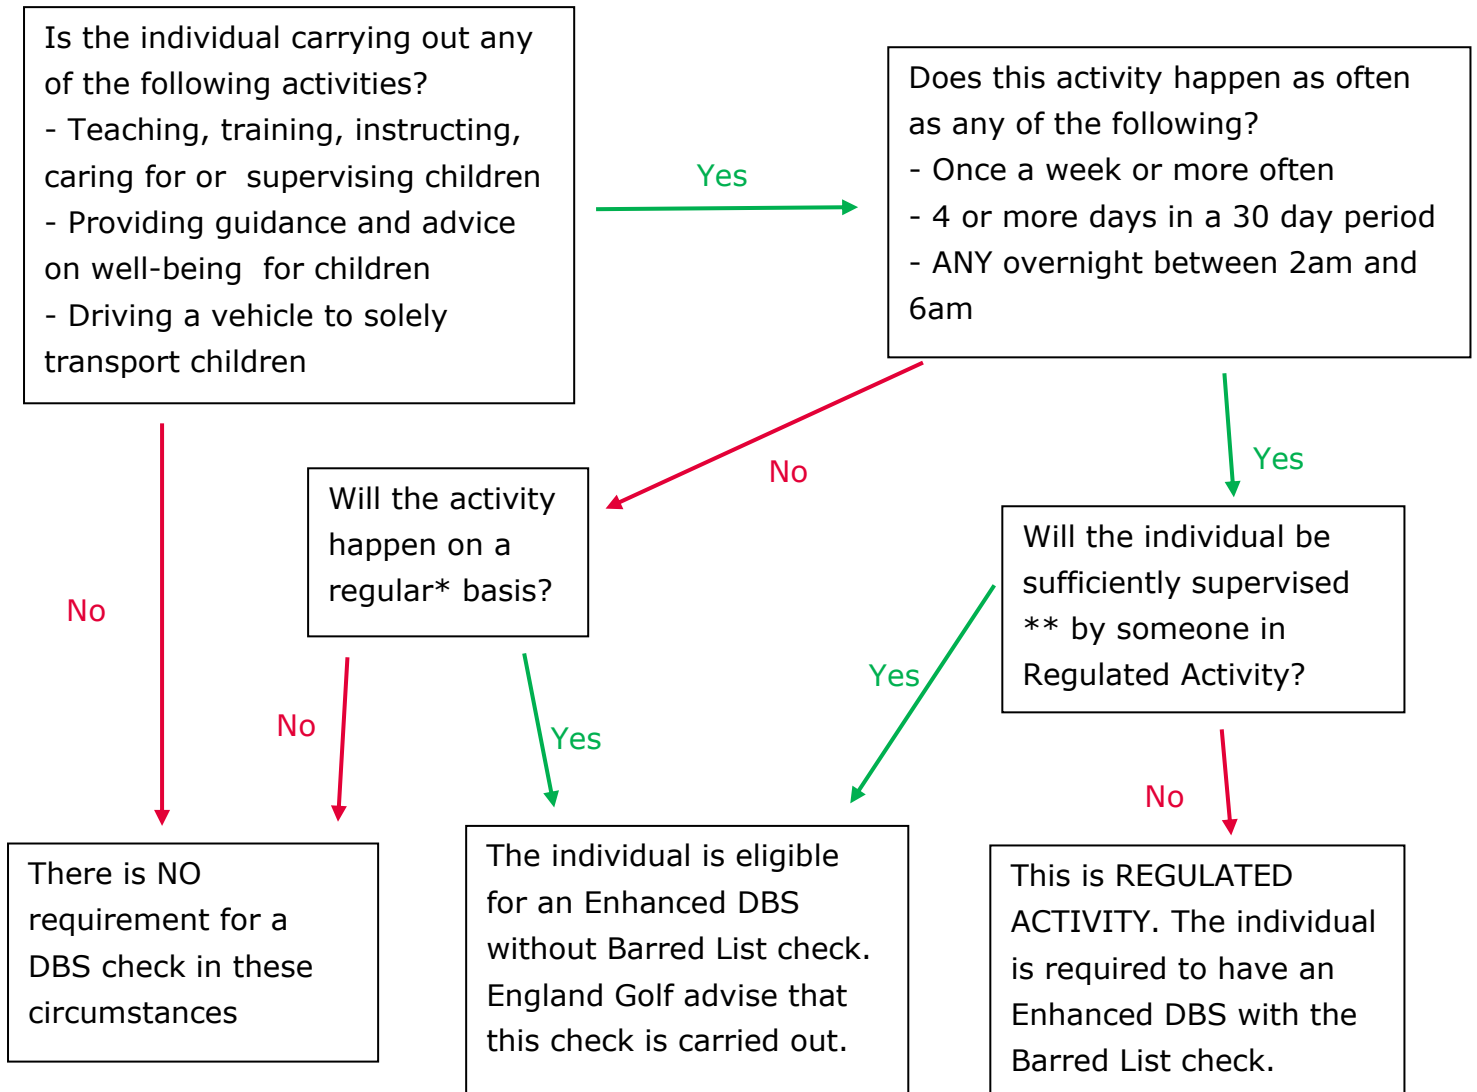 Is the individual carrying out any
of the following activities?
- Teaching, training, instructing,
caring for or  supervising children
- Providing guidance and advice
on well-being  for children
- Driving a vehicle to solely
transport children
Yes
Does this activity happen as often
as any of the following?
- Once a week or more often
- 4 or more days in a 30 day period
- ANY overnight between 2am and
6am
No
Yes
No
Will the activity
happen on a
regular* basis?
Will the individual be
sufficiently supervised
** by someone in
Regulated Activity?
No
Yes
Yes
No
There is NO
requirement for a
DBS check in these
circumstances
The individual is eligible
for an Enhanced DBS
without Barred List check.
England Golf advise that
this check is carried out.
This is REGULATED
ACTIVITY. The individual
is required to have an
Enhanced DBS with the
Barred List check.